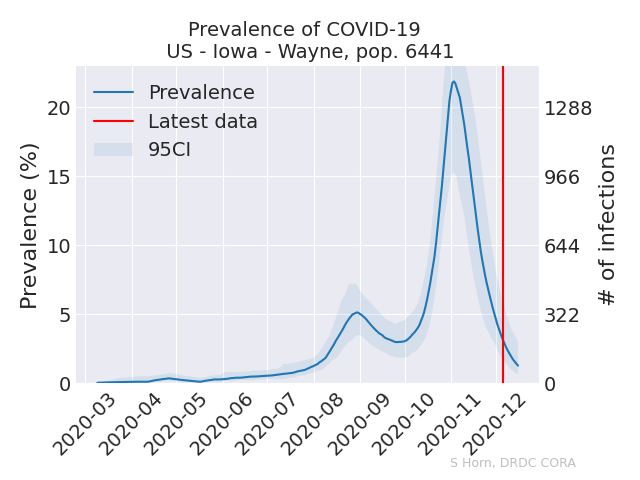 Prevalence of COVID-19
US - Iowa - Wayne, pop. 6441
Prevalence
Latest data
95CI
Prevalence (%)
20
15
10
5
0
1288
966
644
322
0
# of infections
2020-03
2020-04
2020-05
2020-06
2020-07
2020-08
2020-09
2020-10
2020-11
2020-12
S Horn, DRDC CORA